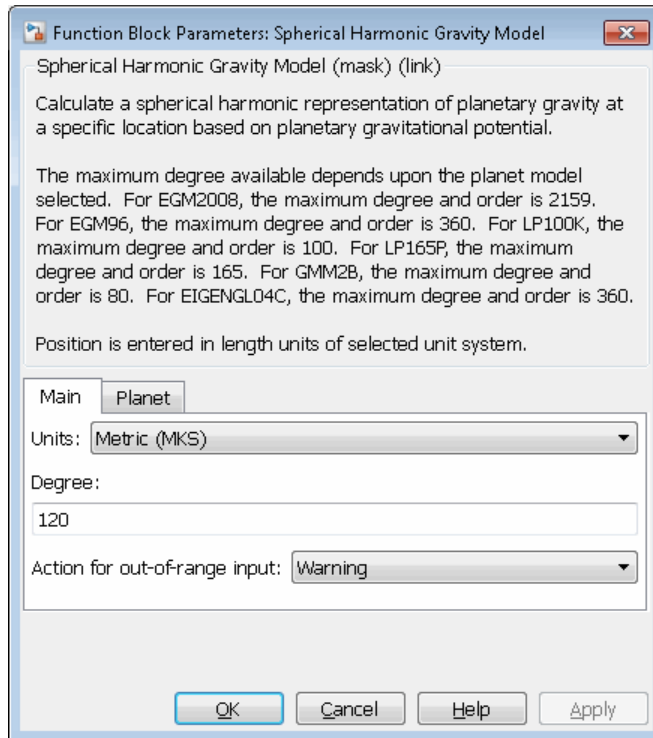 Function Block Parameters: Spherical Harmonic Gravity Model
Spherical Harmonic Gravity Model (mask) (link)
Calculate a spherical harmonic representation of planetary gravity at
a specific location based on planetary gravitational potential.
The maximum degree available depends upon the planet model
selected. For EGM2008, the maximum degree and order is 2159.
For EGM96, the maximum degree and order is 360. For LP100K, the
maximum degree and order is 100. For LP165P, the maximum
degree and order is 165. For GMM2B, the maximum degree and
order is 80. For EIGENGL04C, the maximum degree and order is 360.
Position is entered in length units of selected unit system.
Main Planet
Units: Metric (MKS)
Degree:
120
Action for out-of-range input: Warning
OK Cancel Help Apply